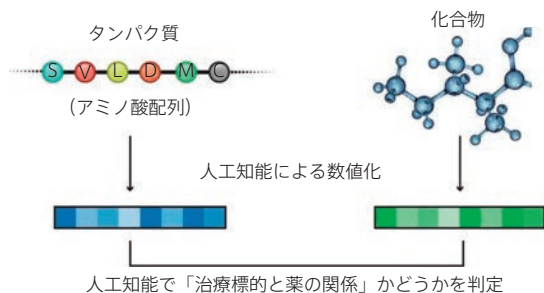 タンパク質
化合物
S V L D M C
(アミノ酸配列)
人工知能による数値化
人工知能で「治療標的と薬の関係」かどうかを判定